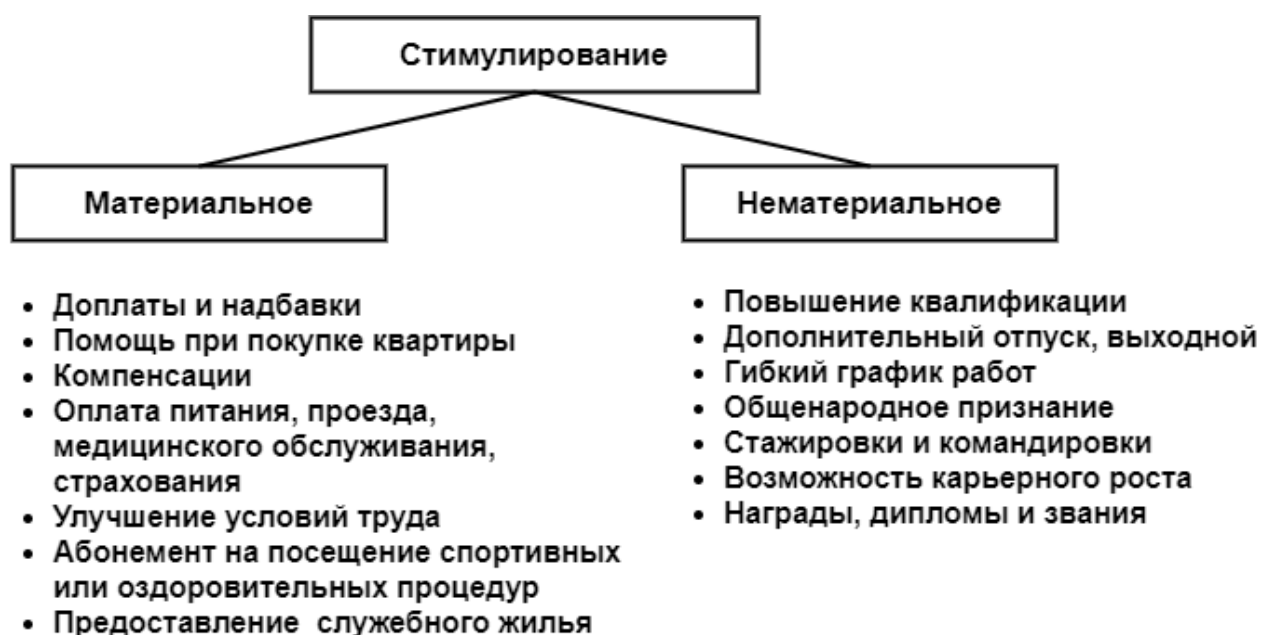 Стимулирование
Материальное
Нематериальное
• Доплаты и надбавки
• Помощь при покупке квартиры
• Компенсации
• Оплата питания, проезда,
медицинского обслуживания,
страхования
• Улучшение условий труда
• Абонемент на посещение спортивных
или оздоровительных процедур
• Предоставление служебного жилья
• Повышение квалификации
• Дополнительный отпуск, выходной
• Гибкий график работ
• Общенародное признание
• Стажировки и командировки
• Возможность карьерного роста
• Награды, дипломы и звания